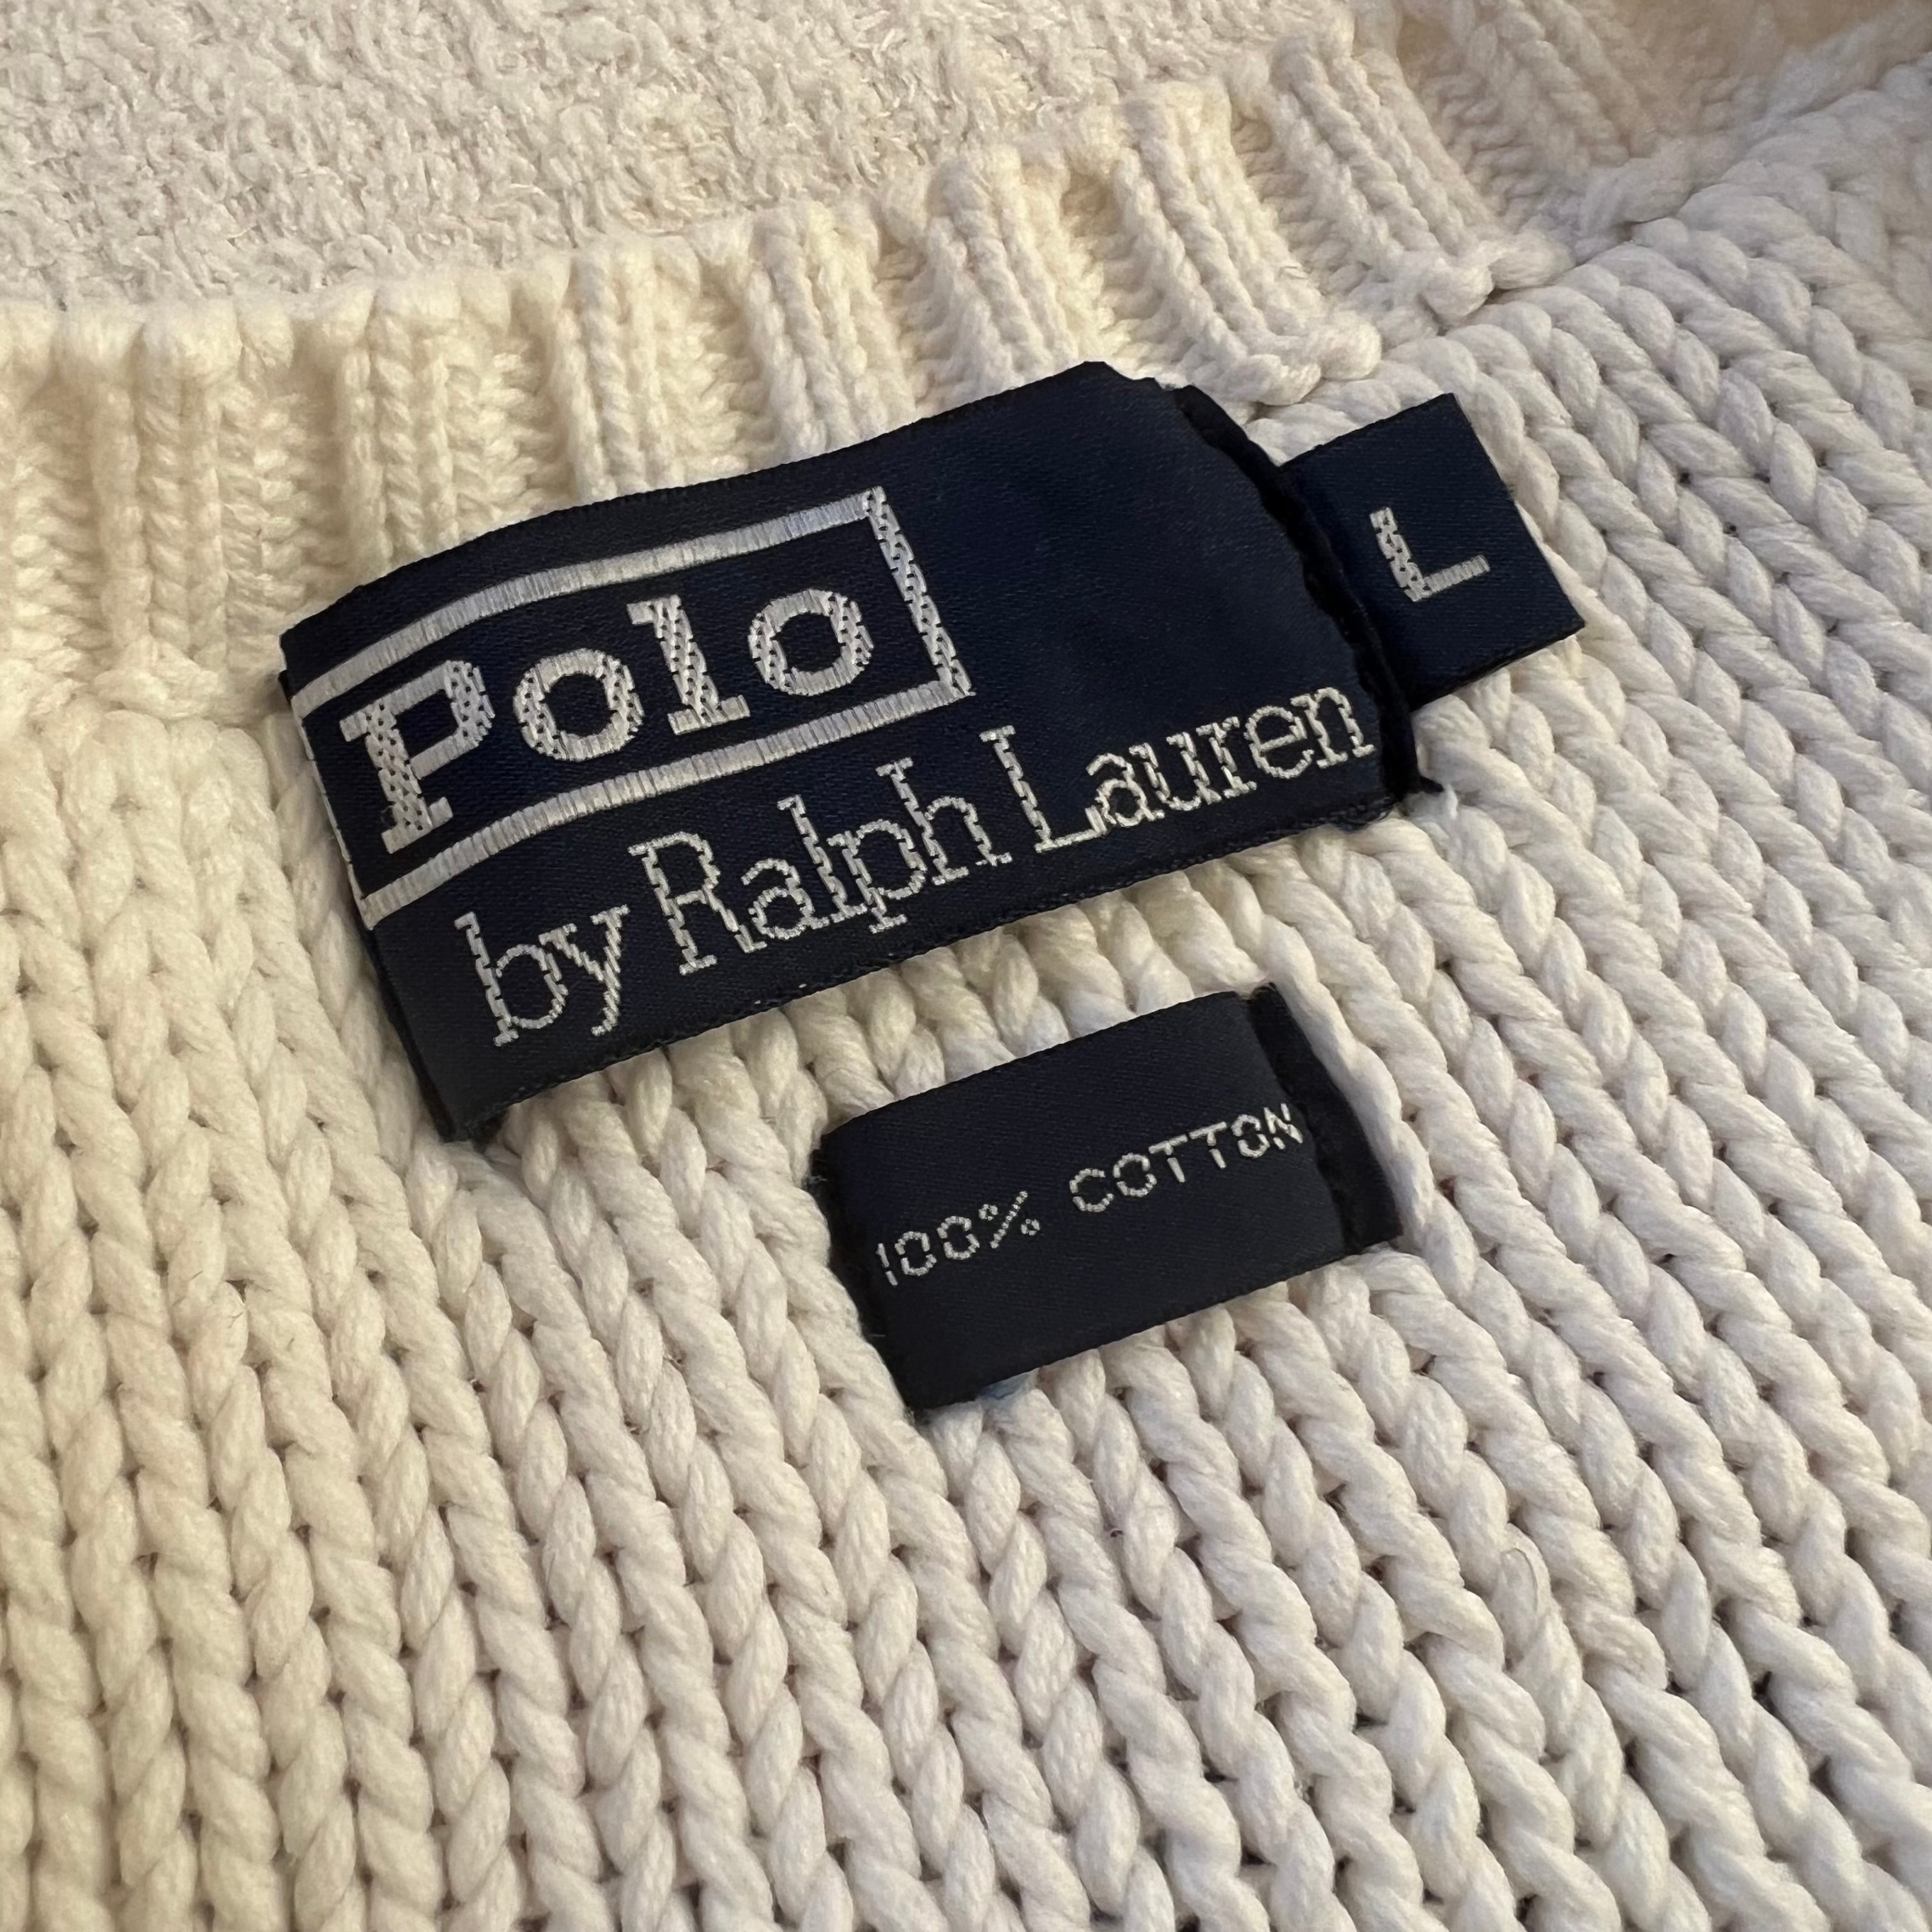 Polo
by Ralph Lauren
L
100% COTTON